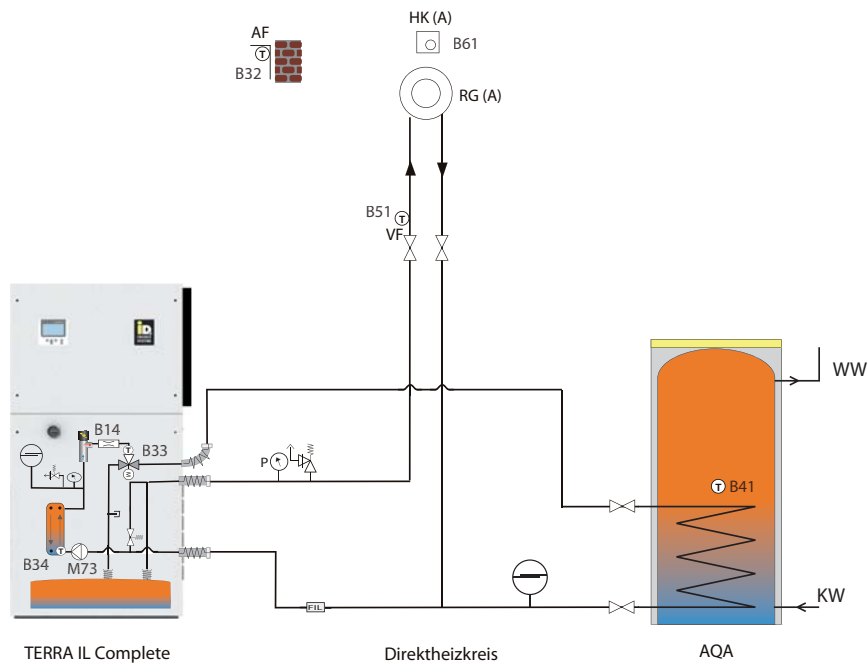 HK (A)
AF
T
B61
B32
RG (A)
B51
T
VF
iD
WW
B14
T
B33
M
P
T
B41
B34
T
M73
FIL
KW
TERRA IL Complete
Direktheizkreis
AQA